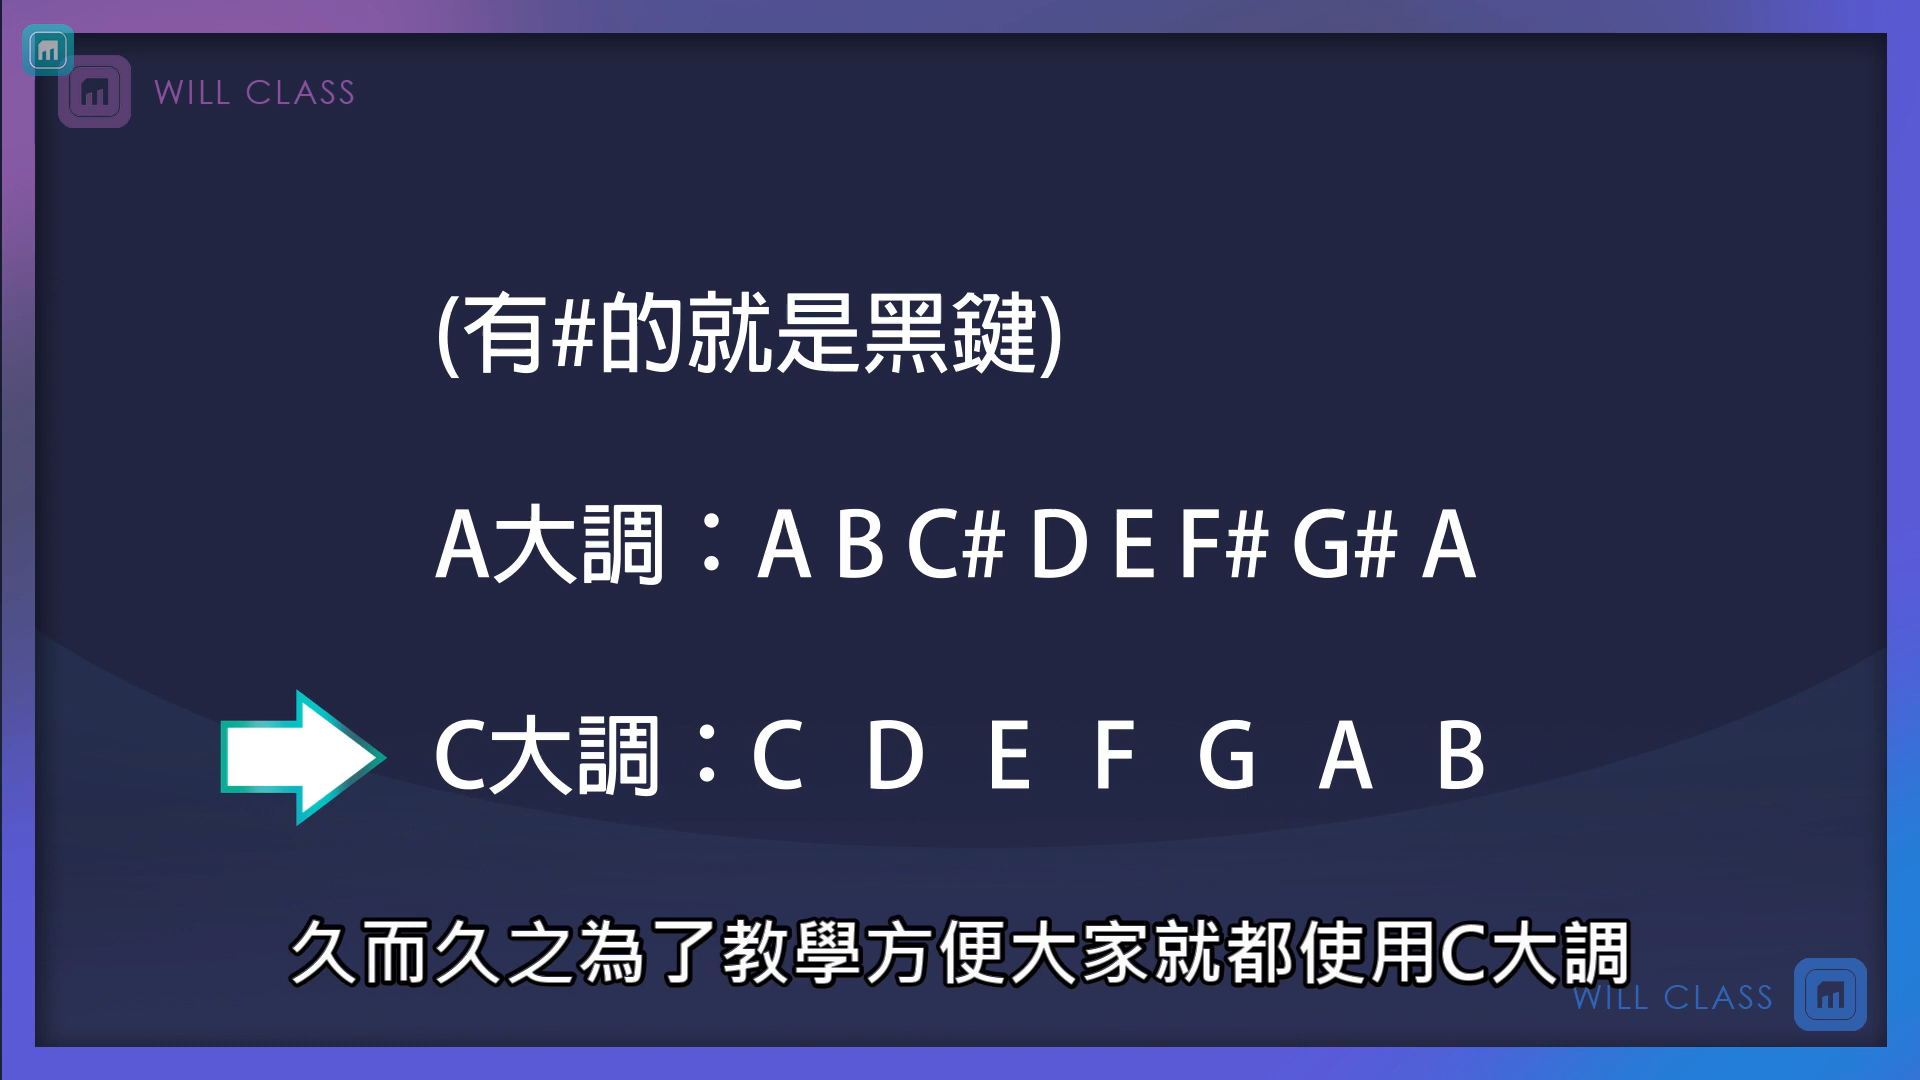 WILL CLASS
(有#的就是黑鍵)
A大調：A B C# D E F# G# A
C大調：C D E F G A B
久而久之為了教學方便大家就都使用C大調
WILL CLASS